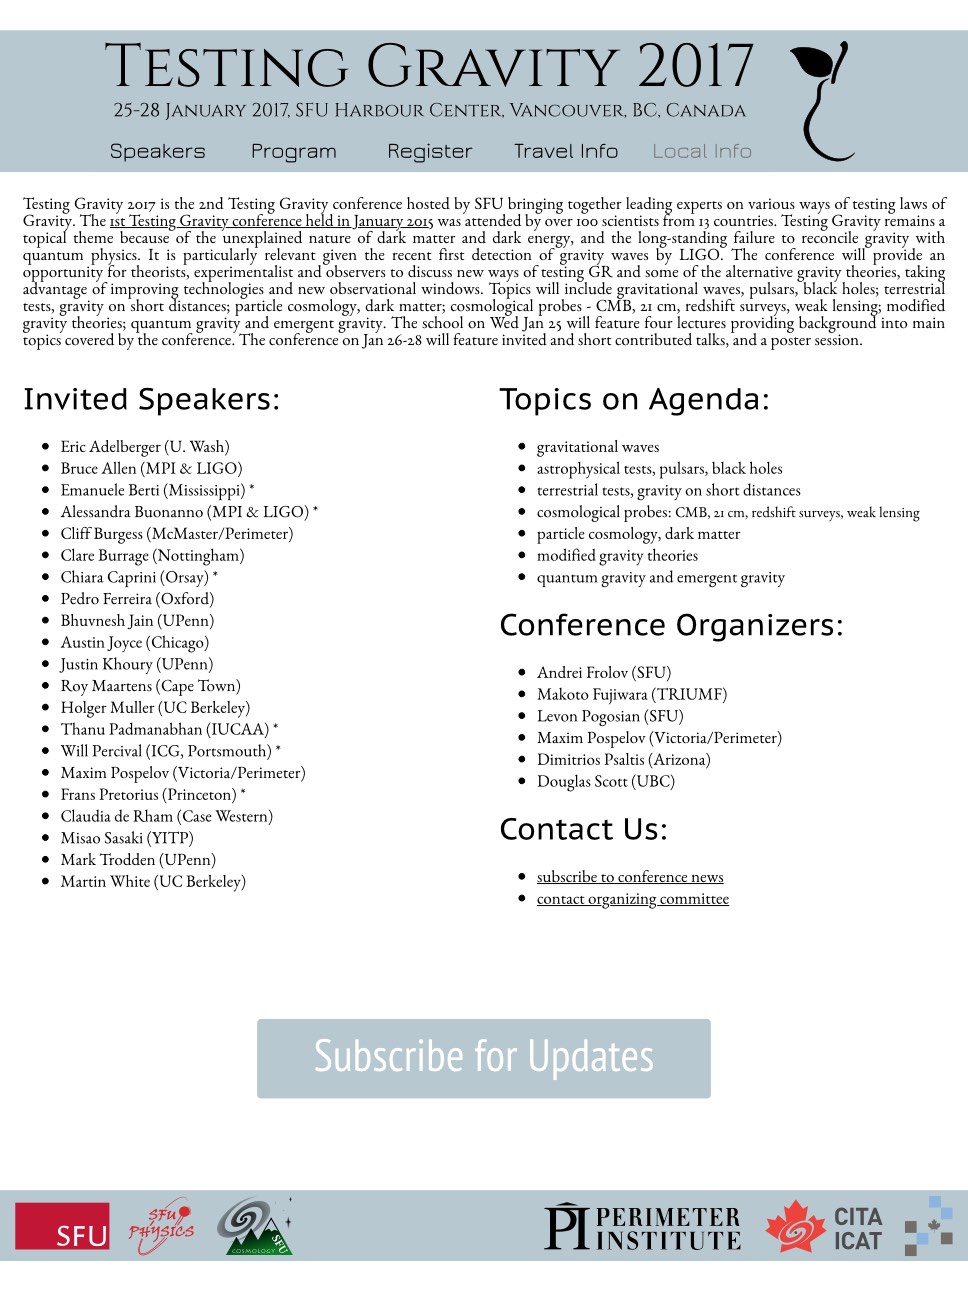 Testing Gravity 2017
25-28 January 2017, SFU Harbour Center, Vancouver, BC, Canada
Speakers Program Register Travel Info Local Info
Testing Gravity 2017 is the 2nd Testing Gravity conference hosted by SFU bringing together leading experts on various ways of testing laws of
Gravity. The 1st Testing Gravity conference held in January 2015 was attended by over 100 scientists from 13 countries. Testing Gravity remains a
topical theme because of the unexplained nature of dark matter and dark energy, and the long-standing failure to reconcile gravity with
quantum physics. It is particularly relevant given the recent first detection of gravity waves by LIGO. The conference will provide an
opportunity for theorists, experimentalist and observers to discuss new ways of testing GR and some of the alternative gravity theories, taking
advantage of improving technologies and new observational windows. Topics will include gravitational waves, pulsars, black holes; terrestrial
tests, gravity on short distances; particle cosmology, dark matter; cosmological probes - CMB, 21 cm, redshift surveys, weak lensing; modified
gravity theories; quantum gravity and emergent gravity. The school on Wed Jan 25 will feature four lectures providing background into main
topics covered by the conference. The conference on Jan 26-28 will feature invited and short contributed talks, and a poster session.
Invited Speakers:
• Eric Adelberger (U. Wash)
• Bruce Allen (MPI & LIGO)
• Emanuele Berti (Mississippi) *
• Alessandra Buonanno (MPI & LIGO) *
• Cliff Burgess (McMaster/Perimeter)
• Clare Burrage (Nottingham)
• Chiara Caprini (Orsay) *
• Pedro Ferreira (Oxford)
• Bhuvnesh Jain (UPenn)
• Austin Joyce (Chicago)
• Justin Khoury (UPenn)
• Roy Maartens (Cape Town)
• Holger Muller (UC Berkeley)
• Thanu Padmanabhan (IUCAA) *
• Will Percival (ICG, Portsmouth) *
• Maxim Pospelov (Victoria/Perimeter)
• Frans Pretorius (Princeton) *
• Claudia de Rham (Case Western)
• Misao Sasaki (YITP)
• Mark Trodden (UPenn)
• Martin White (UC Berkeley)
Topics on Agenda:
• gravitational waves
• astrophysical tests, pulsars, black holes
• terrestrial tests, gravity on short distances
• cosmological probes: CMB, 21 cm, redshift surveys, weak lensing
• particle cosmology, dark matter
• modified gravity theories
• quantum gravity and emergent gravity
Conference Organizers:
• Andrei Frolov (SFU)
• Makoto Fujiwara (TRIUMF)
• Levon Pogosian (SFU)
• Maxim Pospelov (Victoria/Perimeter)
• Dimitrios Psaltis (Arizona)
• Douglas Scott (UBC)
Contact Us:
• subscribe to conference news
• contact organizing committee
Subscribe for Updates
SFU
SFU
PHYSICS
COSMOLOGY SFU
PI PERIMETER
INSTITUTE
CITA
ICAT